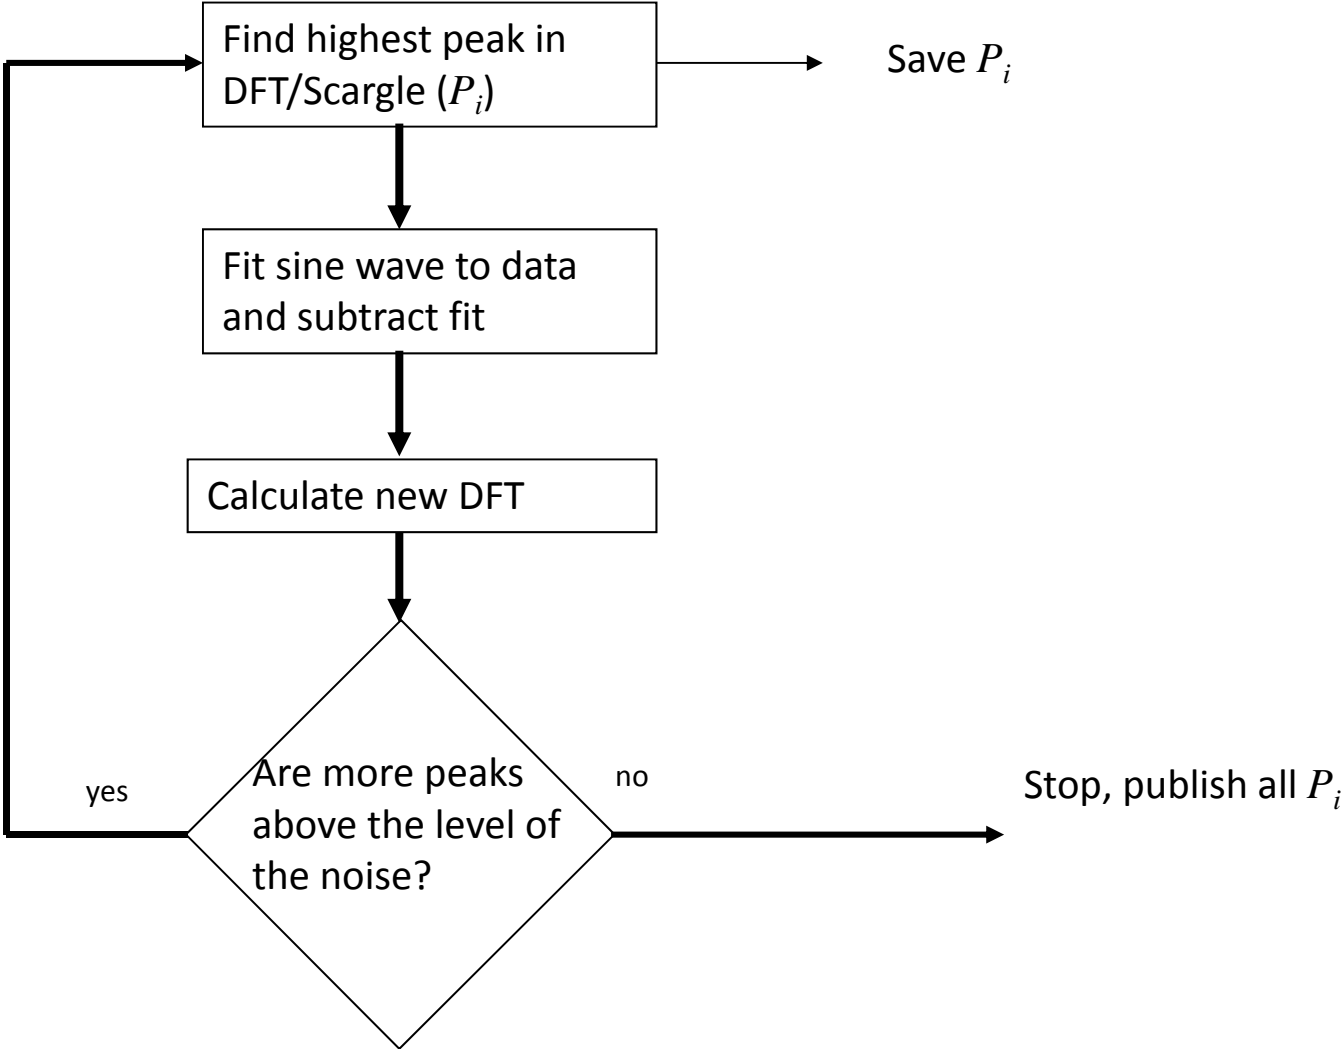 Find highest peak in
DFT/Scargle (Pᵢ)
Save Pᵢ
Fit sine wave to data
and subtract fit
Calculate new DFT
Are more peaks
above the level of
the noise?
yes
no
Stop, publish all Pᵢ